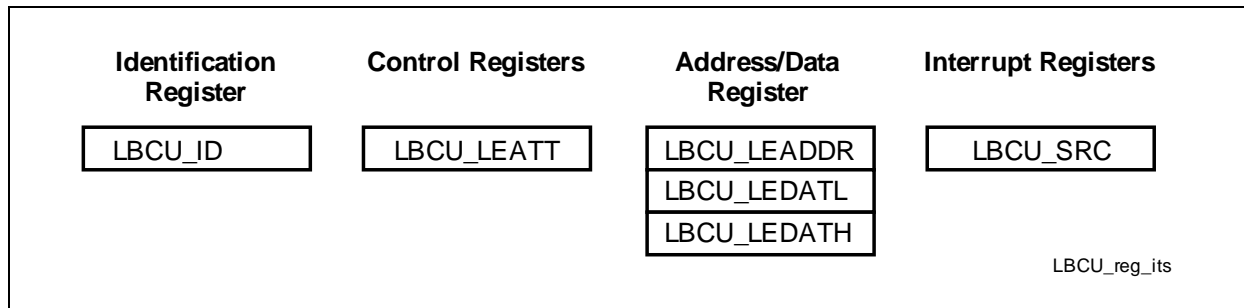 Identification
Register
Control Registers
Address/Data
Register
Interrupt Registers
LBCU_ID
LBCU_LEATT
LBCU_LEADDR
LBCU_LEDATL
LBCU_LEDATH
LBCU_SRC
LBCU_reg_its